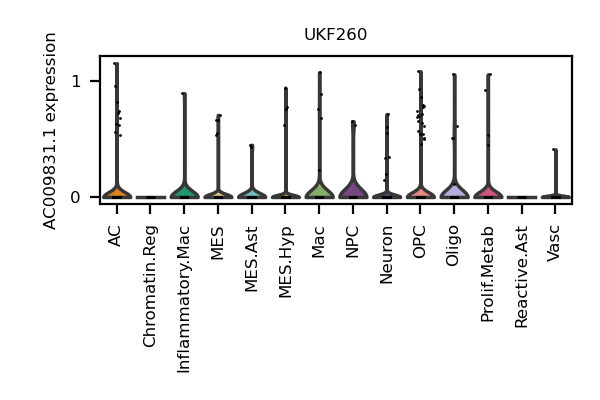 UKF260
AC009831.1 expression
1
0
AC
Chromatin.Reg
Inflammatory.Mac
MES
MES.Ast
MES.Hyp
Mac
NPC
Neuron
OPC
Oligo
Prolif.Metab
Reactive.Ast
Vasc